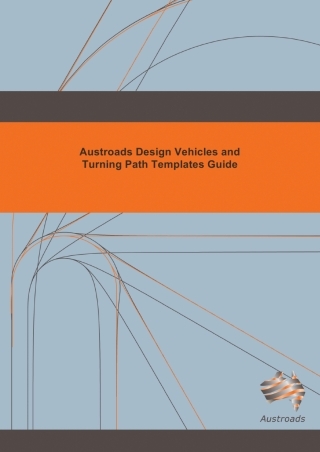 Austroads Design Vehicles and
Turning Path Templates Guide
Austroads